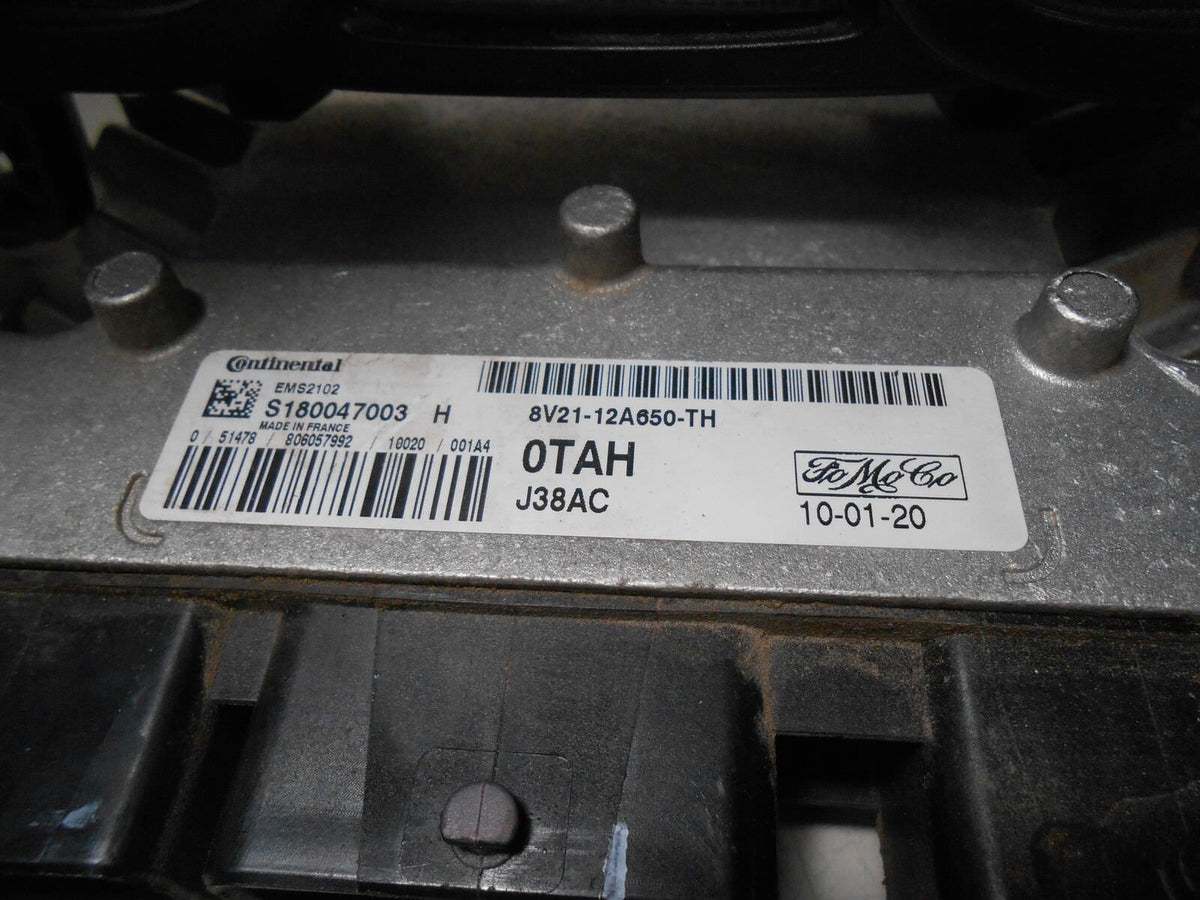 Continental
EMS2102
S180047003 H
MADE IN FRANCE
0 / 51478 / 806057992 / 10020 / 001A4
8V21-12A650-TH
0TAH
J38AC
FoMoCo
10-01-20